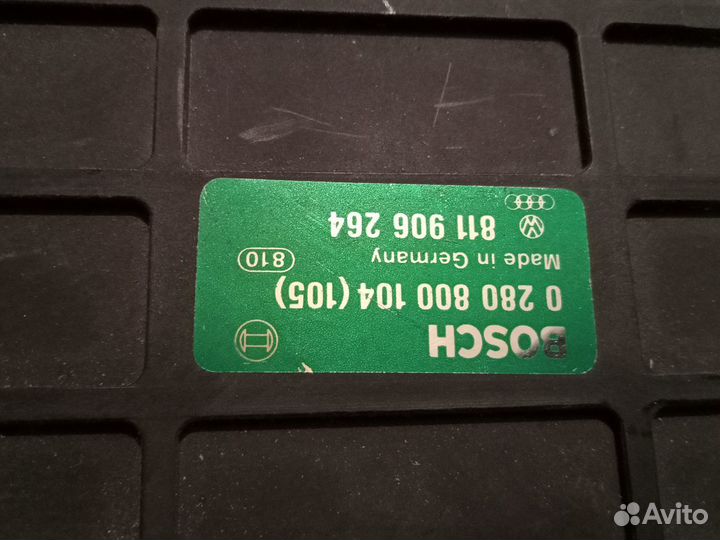 BOSCH
0 280 800 104 (105)
Made in Germany
810
811 906 264
Avito